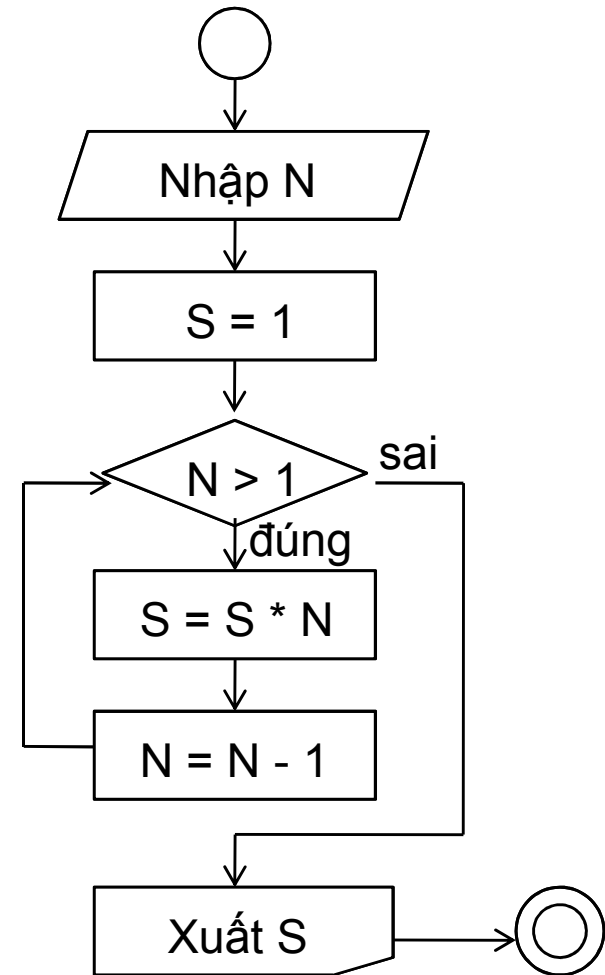 Nhập N
S = 1
N > 1
sai
đúng
S = S * N
N = N - 1
Xuất S